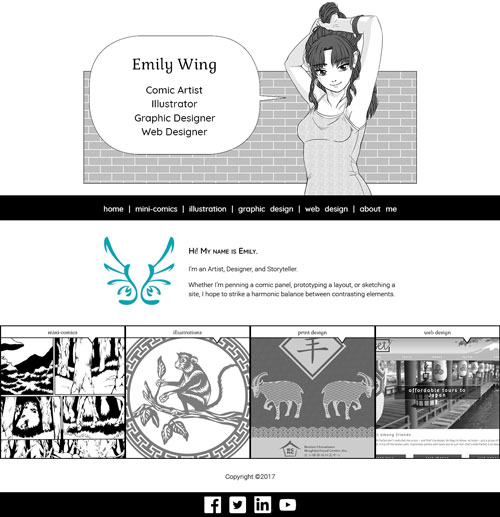 Emily Wing
Comic Artist
Illustrator
Graphic Designer
Web Designer
home | mini-comics | illustration | graphic design | web design | about me
Hi! My name is Emily.
I'm an Artist, Designer, and Storyteller.
Whether I'm penning a comic panel, prototyping a layout, or sketching a
site, I hope to strike a harmonic balance between contrasting elements.
mini-comics
illustrations
print design
web design
羊
affordable tours to
Japan
Copyright ©2017